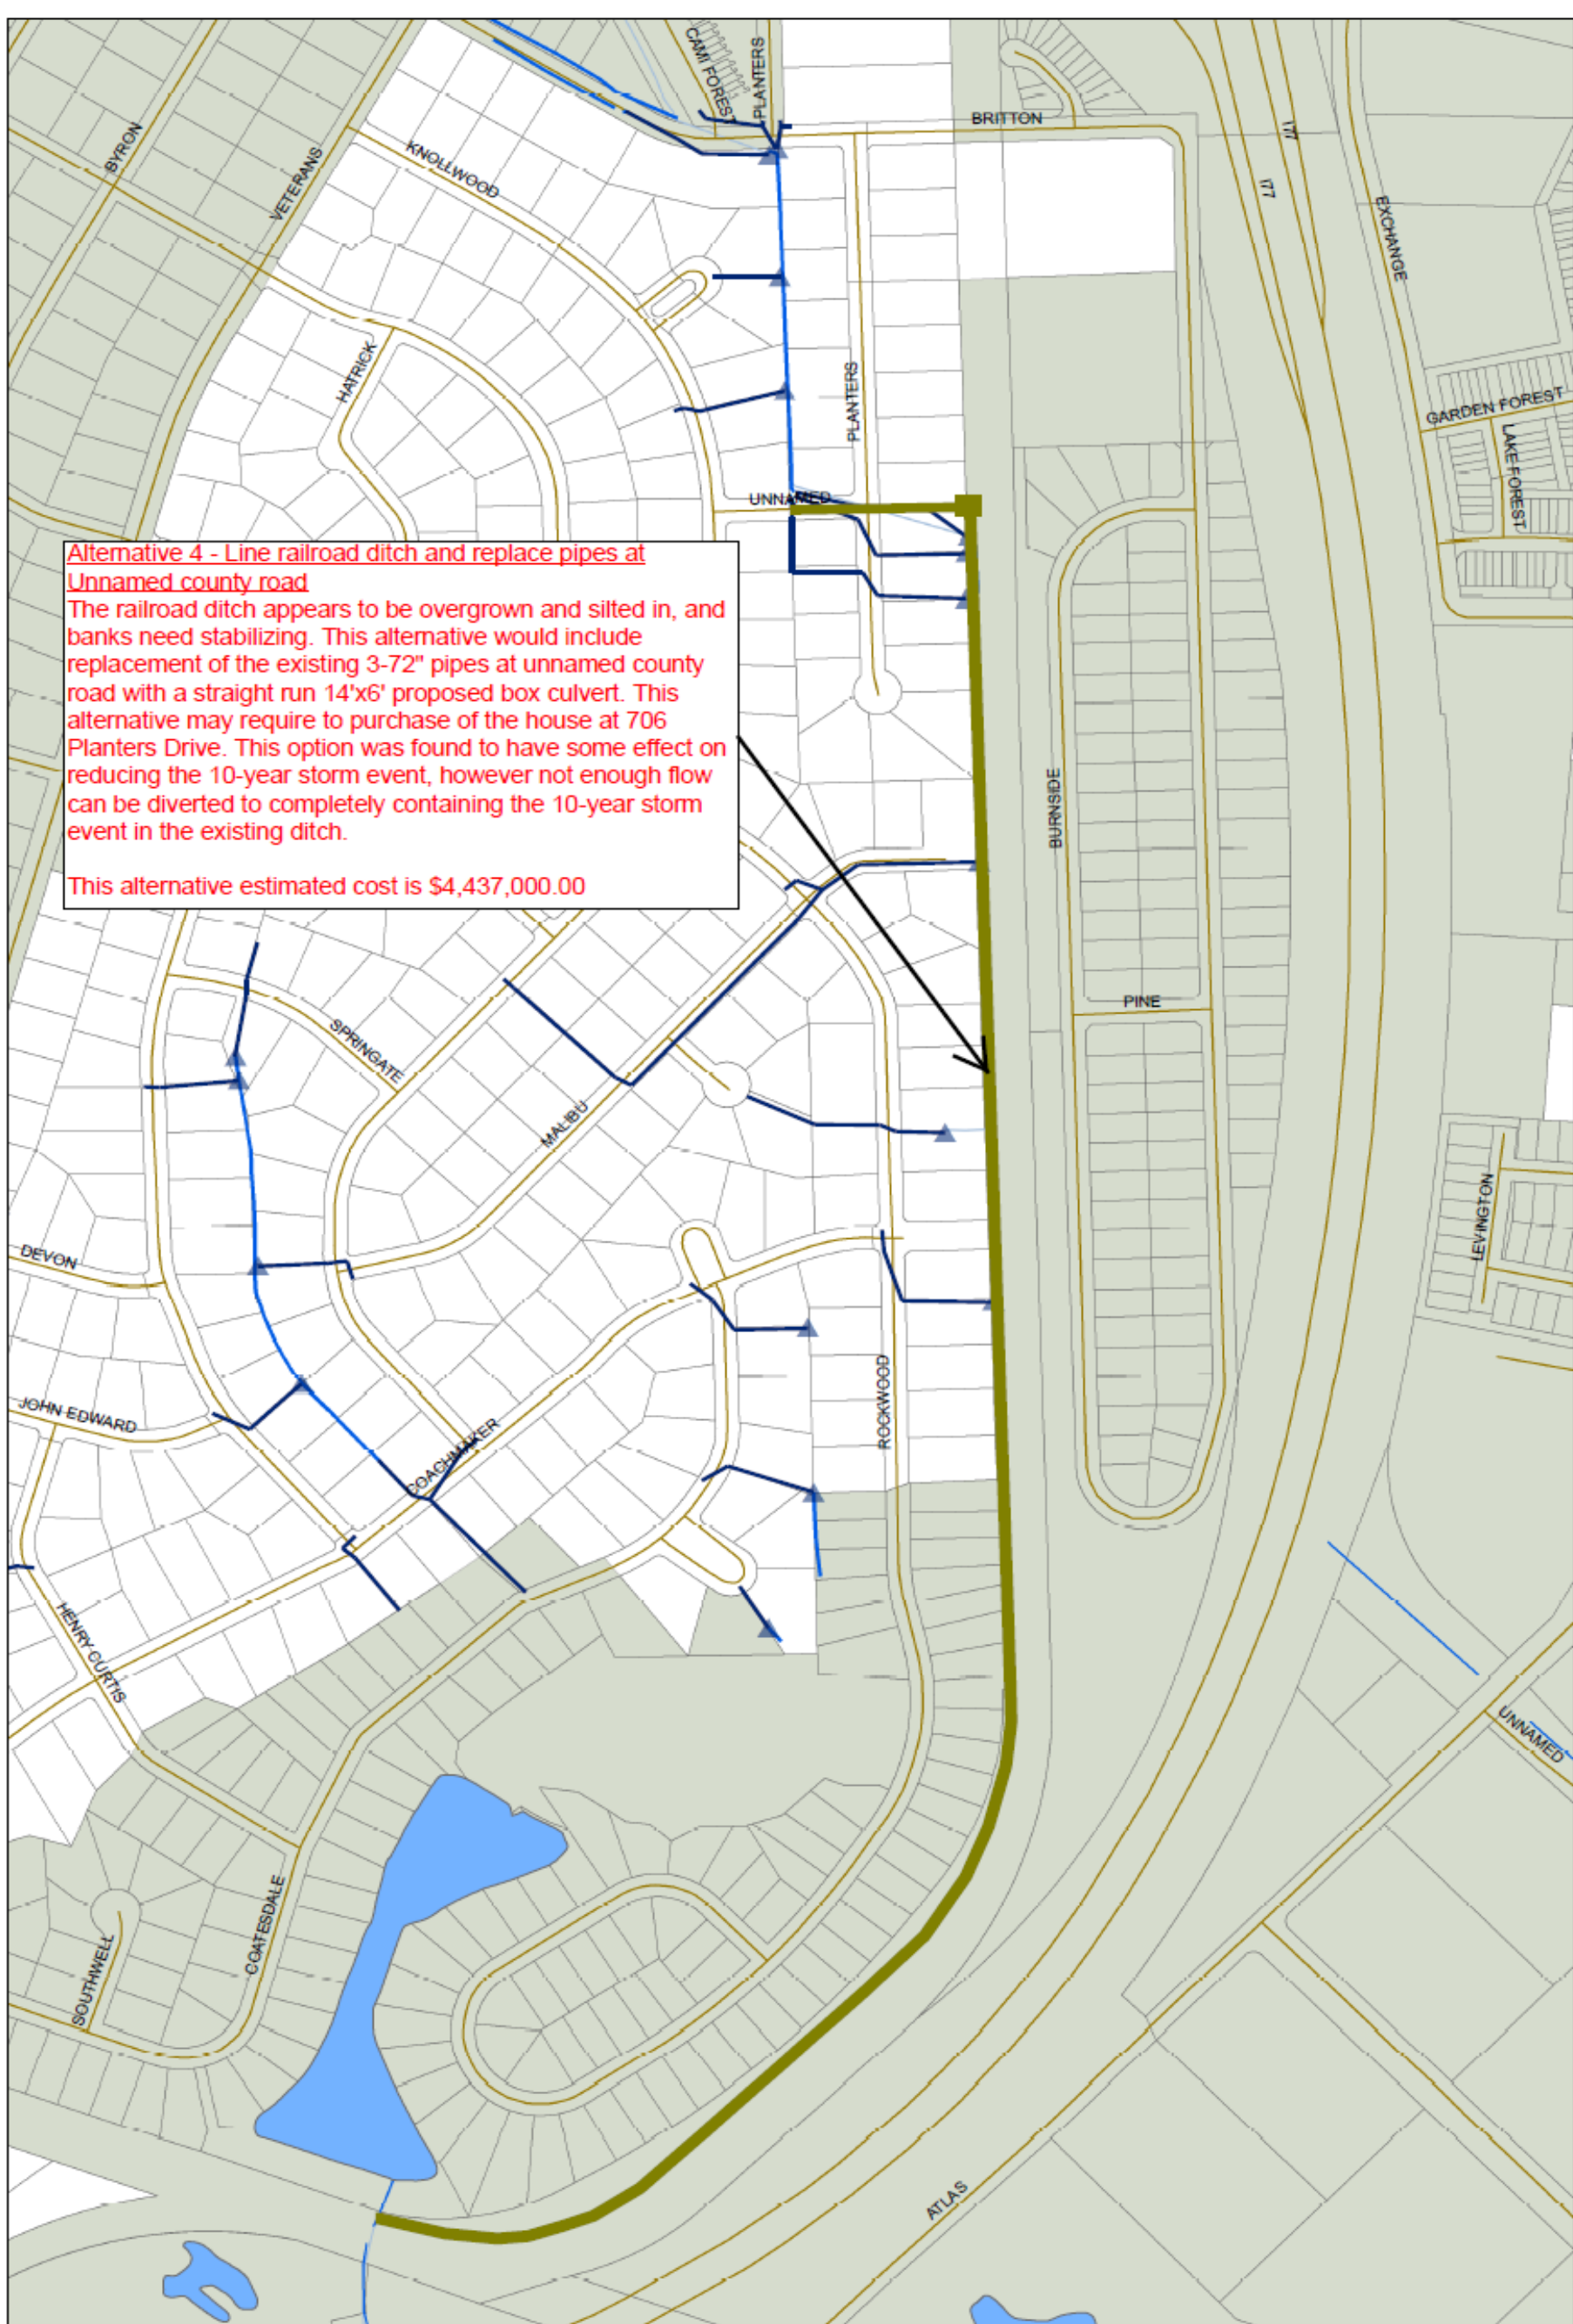 CAMI FOREST
PLANTERS
BRITTON
BYRON
VETERANS
KNOLLWOOD
I77
I77
EXCHANGE
HATRICK
PLANTERS
GARDEN FOREST
LAKE FOREST
UNNAMED
Alternative 4 - Line railroad ditch and replace pipes at
Unnamed county road
The railroad ditch appears to be overgrown and silted in, and
banks need stabilizing. This alternative would include
replacement of the existing 3-72" pipes at unnamed county
road with a straight run 14'x6' proposed box culvert. This
alternative may require to purchase of the house at 706
Planters Drive. This option was found to have some effect on
reducing the 10-year storm event, however not enough flow
can be diverted to completely containing the 10-year storm
event in the existing ditch.
This alternative estimated cost is $4,437,000.00
BURNSIDE
PINE
SPRINGATE
MALIBU
LEVINGTON
DEVON
JOHN EDWARD
COACHMAKER
ROCKWOOD
HENRY CURTIS
UNNAMED
COATESDALE
SOUTHWELL
ATLAS